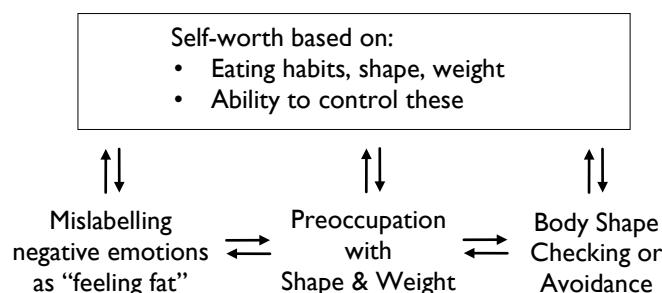 Self-worth based on:
• Eating habits, shape, weight
• Ability to control these
Mislabelling
negative emotions
as “feeling fat”
Preoccupation
with
Shape & Weight
Body Shape
Checking or
Avoidance